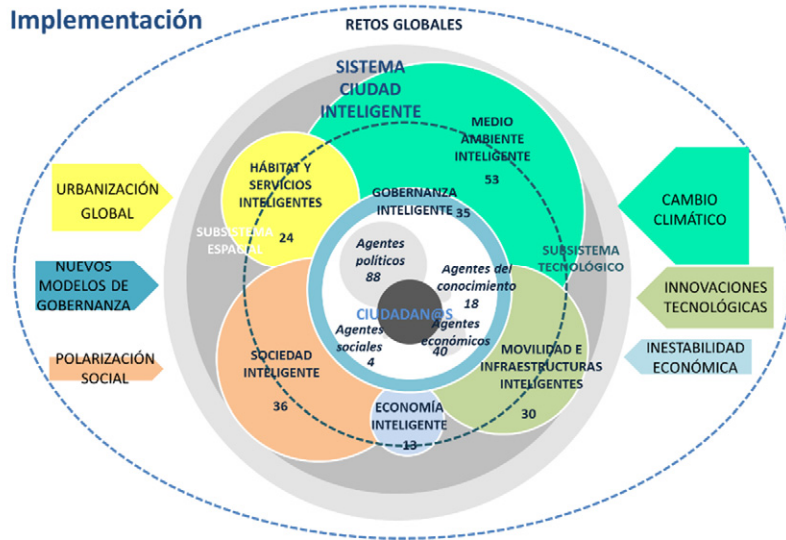 Implementación
RETOS GLOBALES
SISTEMA
CIUDAD
INTELIGENTE
MEDIO
AMBIENTE
INTELIGENTE
53
HÁBITAT Y
SERVICIOS
INTELIGENTES
24
GOBERNANZA
INTELIGENTE
35
URBANIZACIÓN
GLOBAL
CAMBIO
CLIMÁTICO
SUBSISTEMA
ESPACIAL
SUBSISTEMA
TECNOLÓGICO
Agentes
políticos
88
Agentes del
conocimiento
18
NUEVOS
MODELOS DE
GOBERNANZA
INNOVACIONES
TECNOLÓGICAS
CIUDADAN@S
Agentes
sociales
4
Agentes
económicos
40
POLARIZACIÓN
SOCIAL
SOCIEDAD
INTELIGENTE
36
MOVILIDAD E
INFRAESTRUCTURAS
INTELIGENTES
30
INESTABILIDAD
ECONÓMICA
ECONOMÍA
INTELIGENTE
13